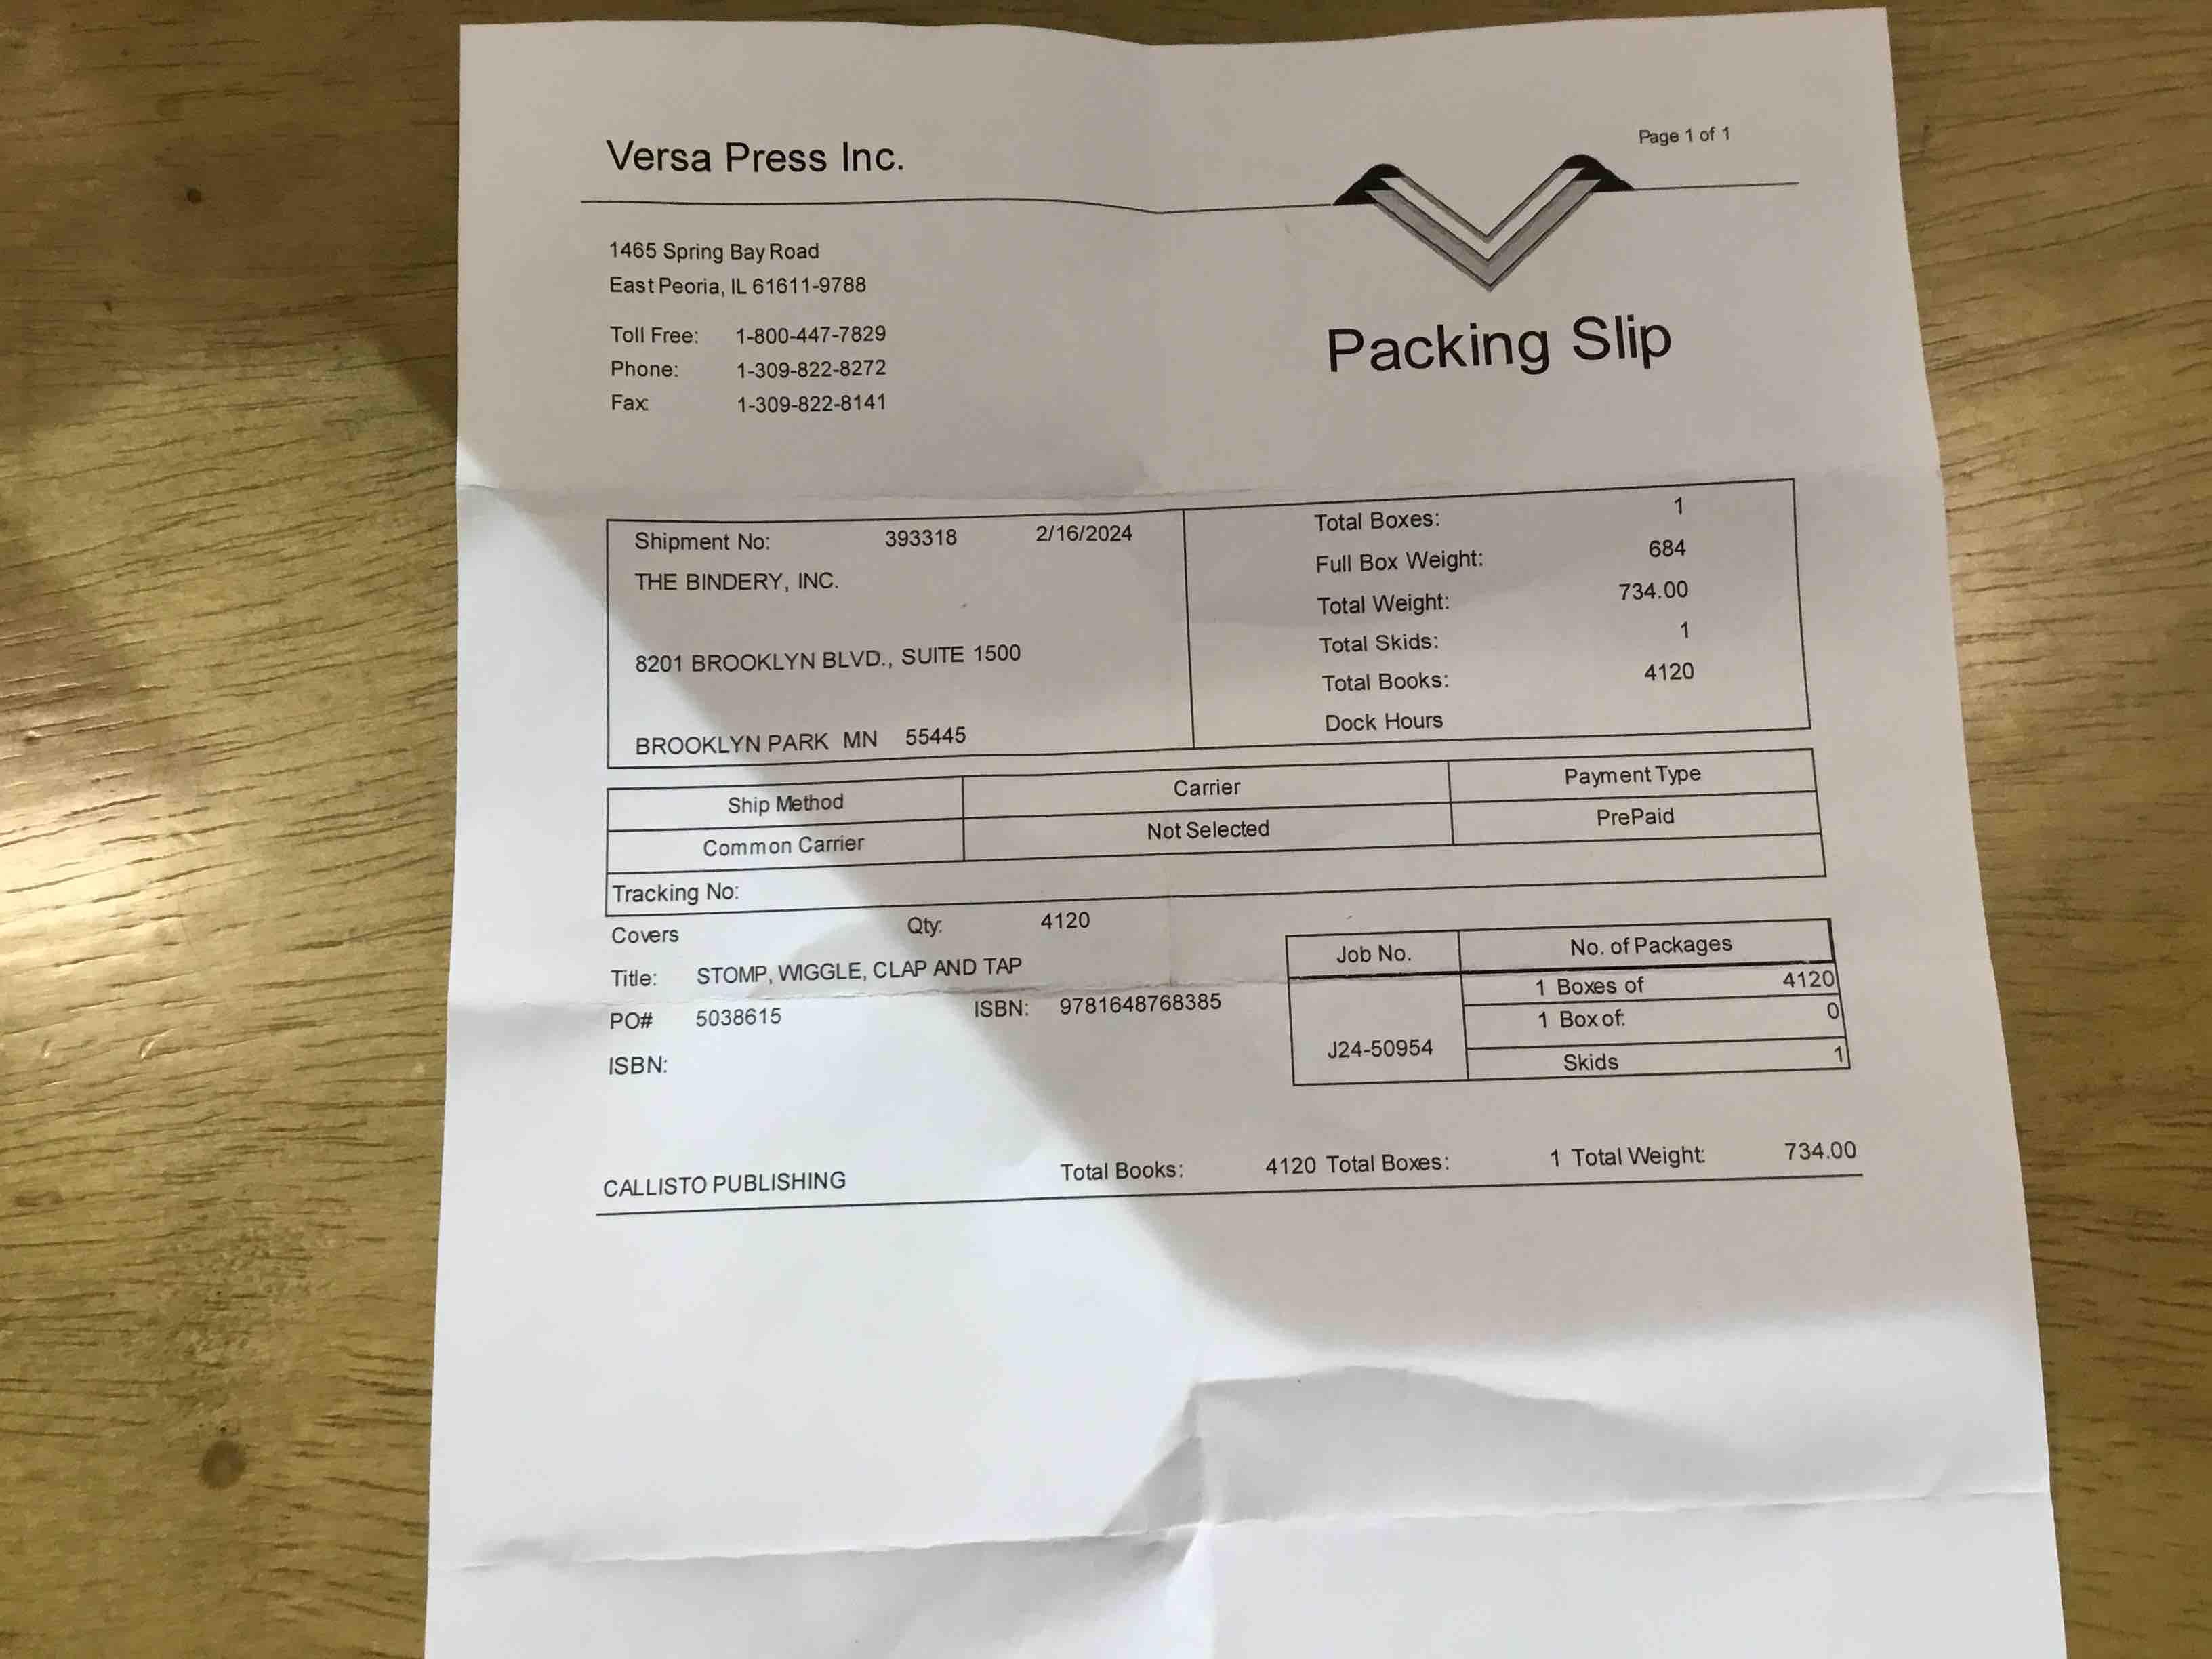 Page 1 of 1
Versa Press Inc.
1465 Spring Bay Road
East Peoria, IL 61611-9788
Toll Free: 1-800-447-7829
Phone: 1-309-822-8272
Fax: 1-309-822-8141
Packing Slip
Shipment No: 393318 2/16/2024
THE BINDERY, INC.
8201 BROOKLYN BLVD., SUITE 1500
BROOKLYN PARK MN 55445
Total Boxes: 1
Full Box Weight: 684
Total Weight: 734.00
Total Skids: 1
Total Books: 4120
Dock Hours
Ship Method Carrier Payment Type
Common Carrier Not Selected PrePaid
Tracking No:
Covers Qty: 4120
Title: STOMP, WIGGLE, CLAP AND TAP
PO# 5038615 ISBN: 9781648768385
ISBN:
Job No. No. of Packages
1 Boxes of 4120
1 Box of: 0
J24-50954
Skids 1
CALLISTO PUBLISHING Total Books: 4120 Total Boxes: 1 Total Weight: 734.00